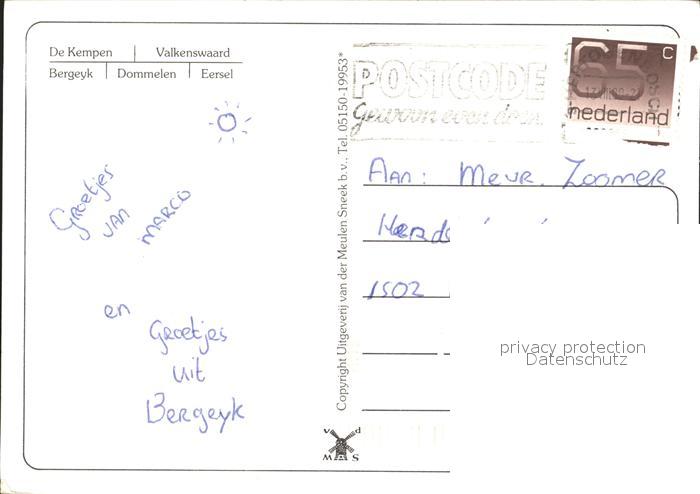 De Kempen Valkenswaard
Bergeyk Dommelen Eersel
Groetjes
VAN
MARCO
en
Groetjes
uit
Bergeyk
Copyright Uitgeverij van der Meulen Sneek b.v., Tel. 05150-19953*
v d
M S
POSTCODE
Gewoon even doen
65 C
nederland
Aan: Mevr. Zoomer
1502
privacy protection
Datenschutz